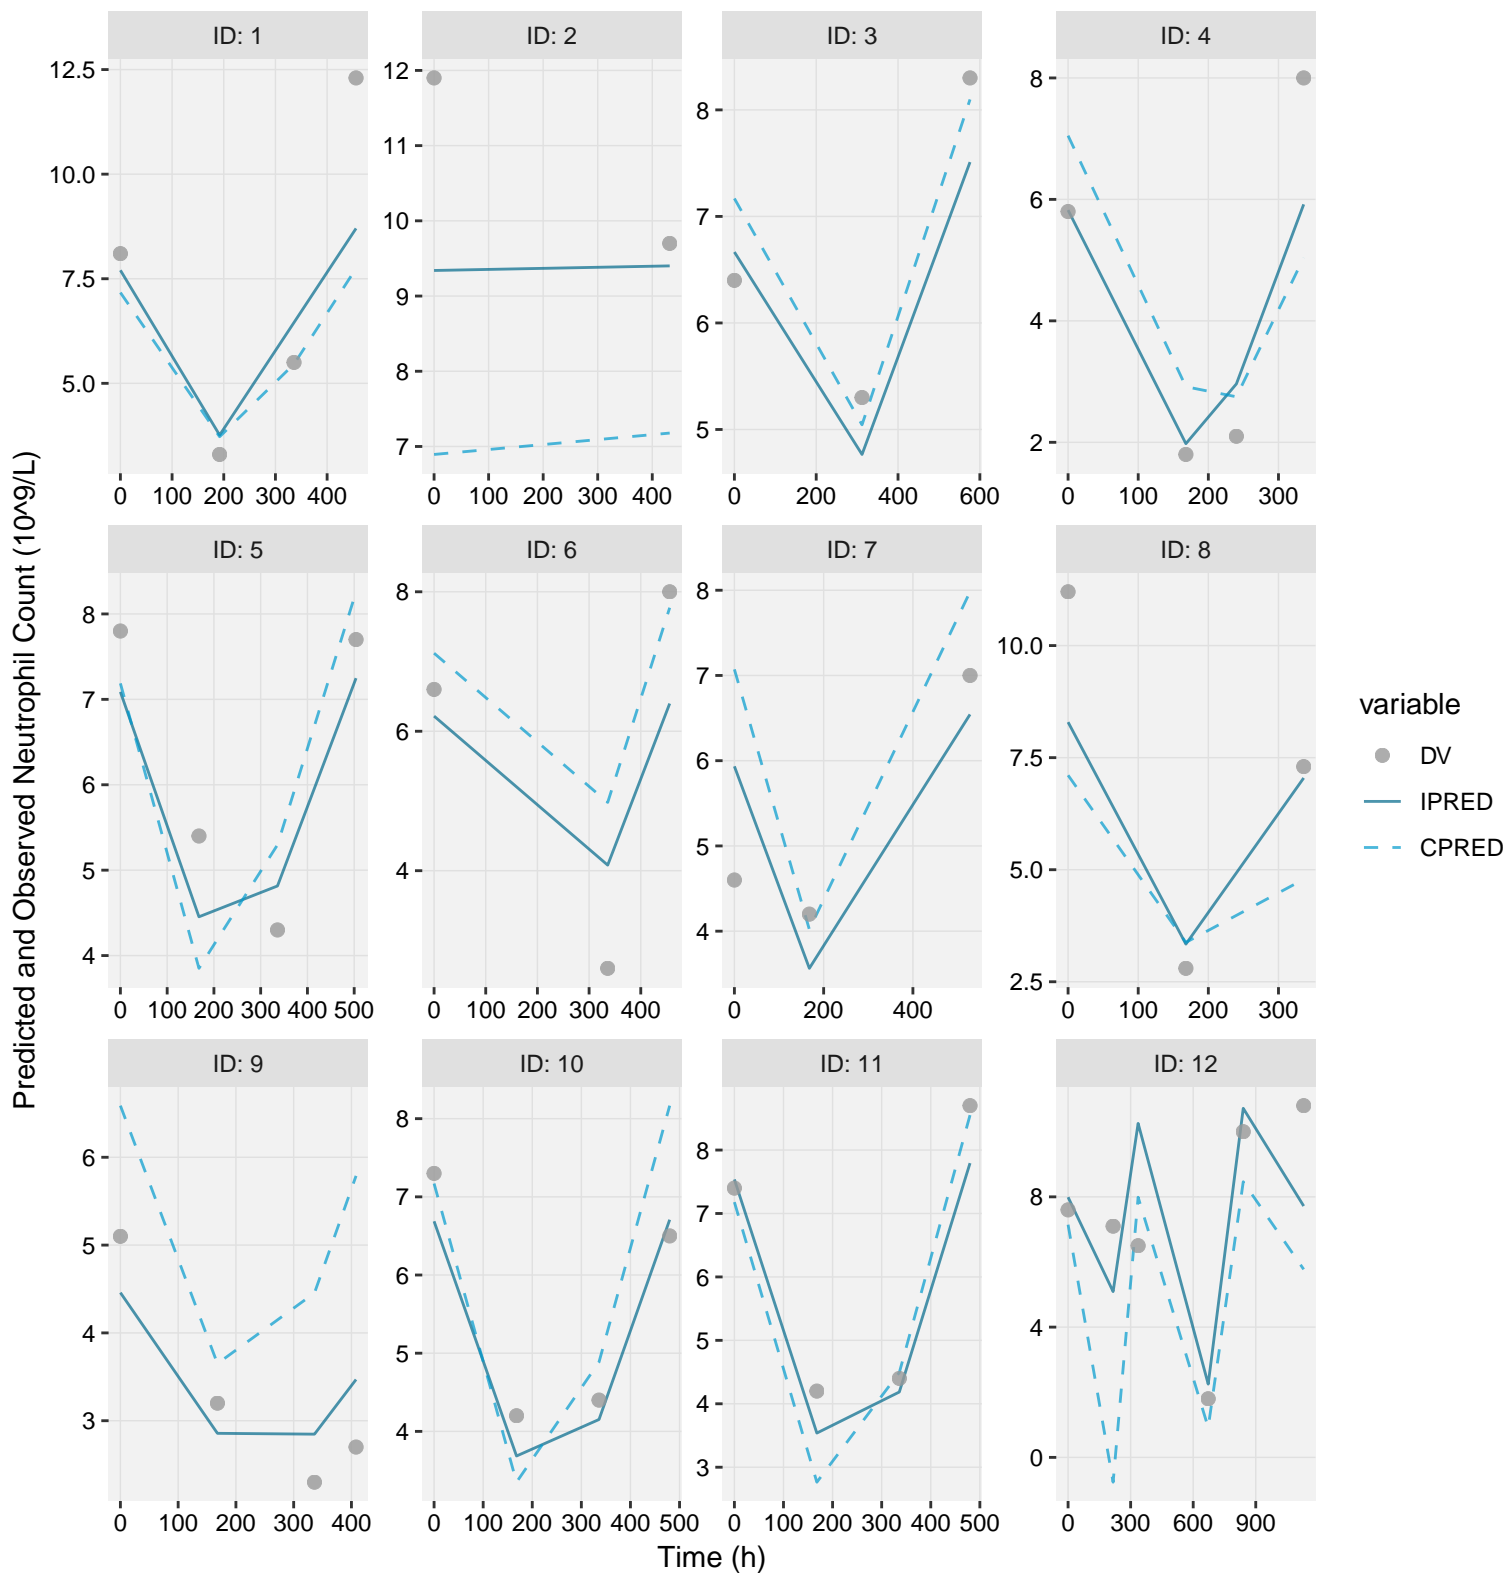 ID: 1
ID: 2
ID: 3
ID: 4
12.5
10.0
7.5
5.0
0 100 200 300 400
12
11
10
9
8
7
0 100 200 300 400
8
7
6
5
0 200 400 600
8
6
4
2
0 100 200 300
Predicted and Observed Neutrophil Count (10^9/L)
ID: 5
ID: 6
ID: 7
ID: 8
8
7
6
5
4
0 100 200 300 400 500
8
6
4
0 100 200 300 400
8
7
6
5
4
0 200 400
10.0
7.5
5.0
2.5
0 100 200 300
variable
DV
IPRED
CPRED
ID: 9
ID: 10
ID: 11
ID: 12
6
5
4
3
0 100 200 300 400
8
7
6
5
4
0 100 200 300 400 500
8
7
6
5
4
3
0 100 200 300 400 500
8
4
0
0 300 600 900
Time (h)